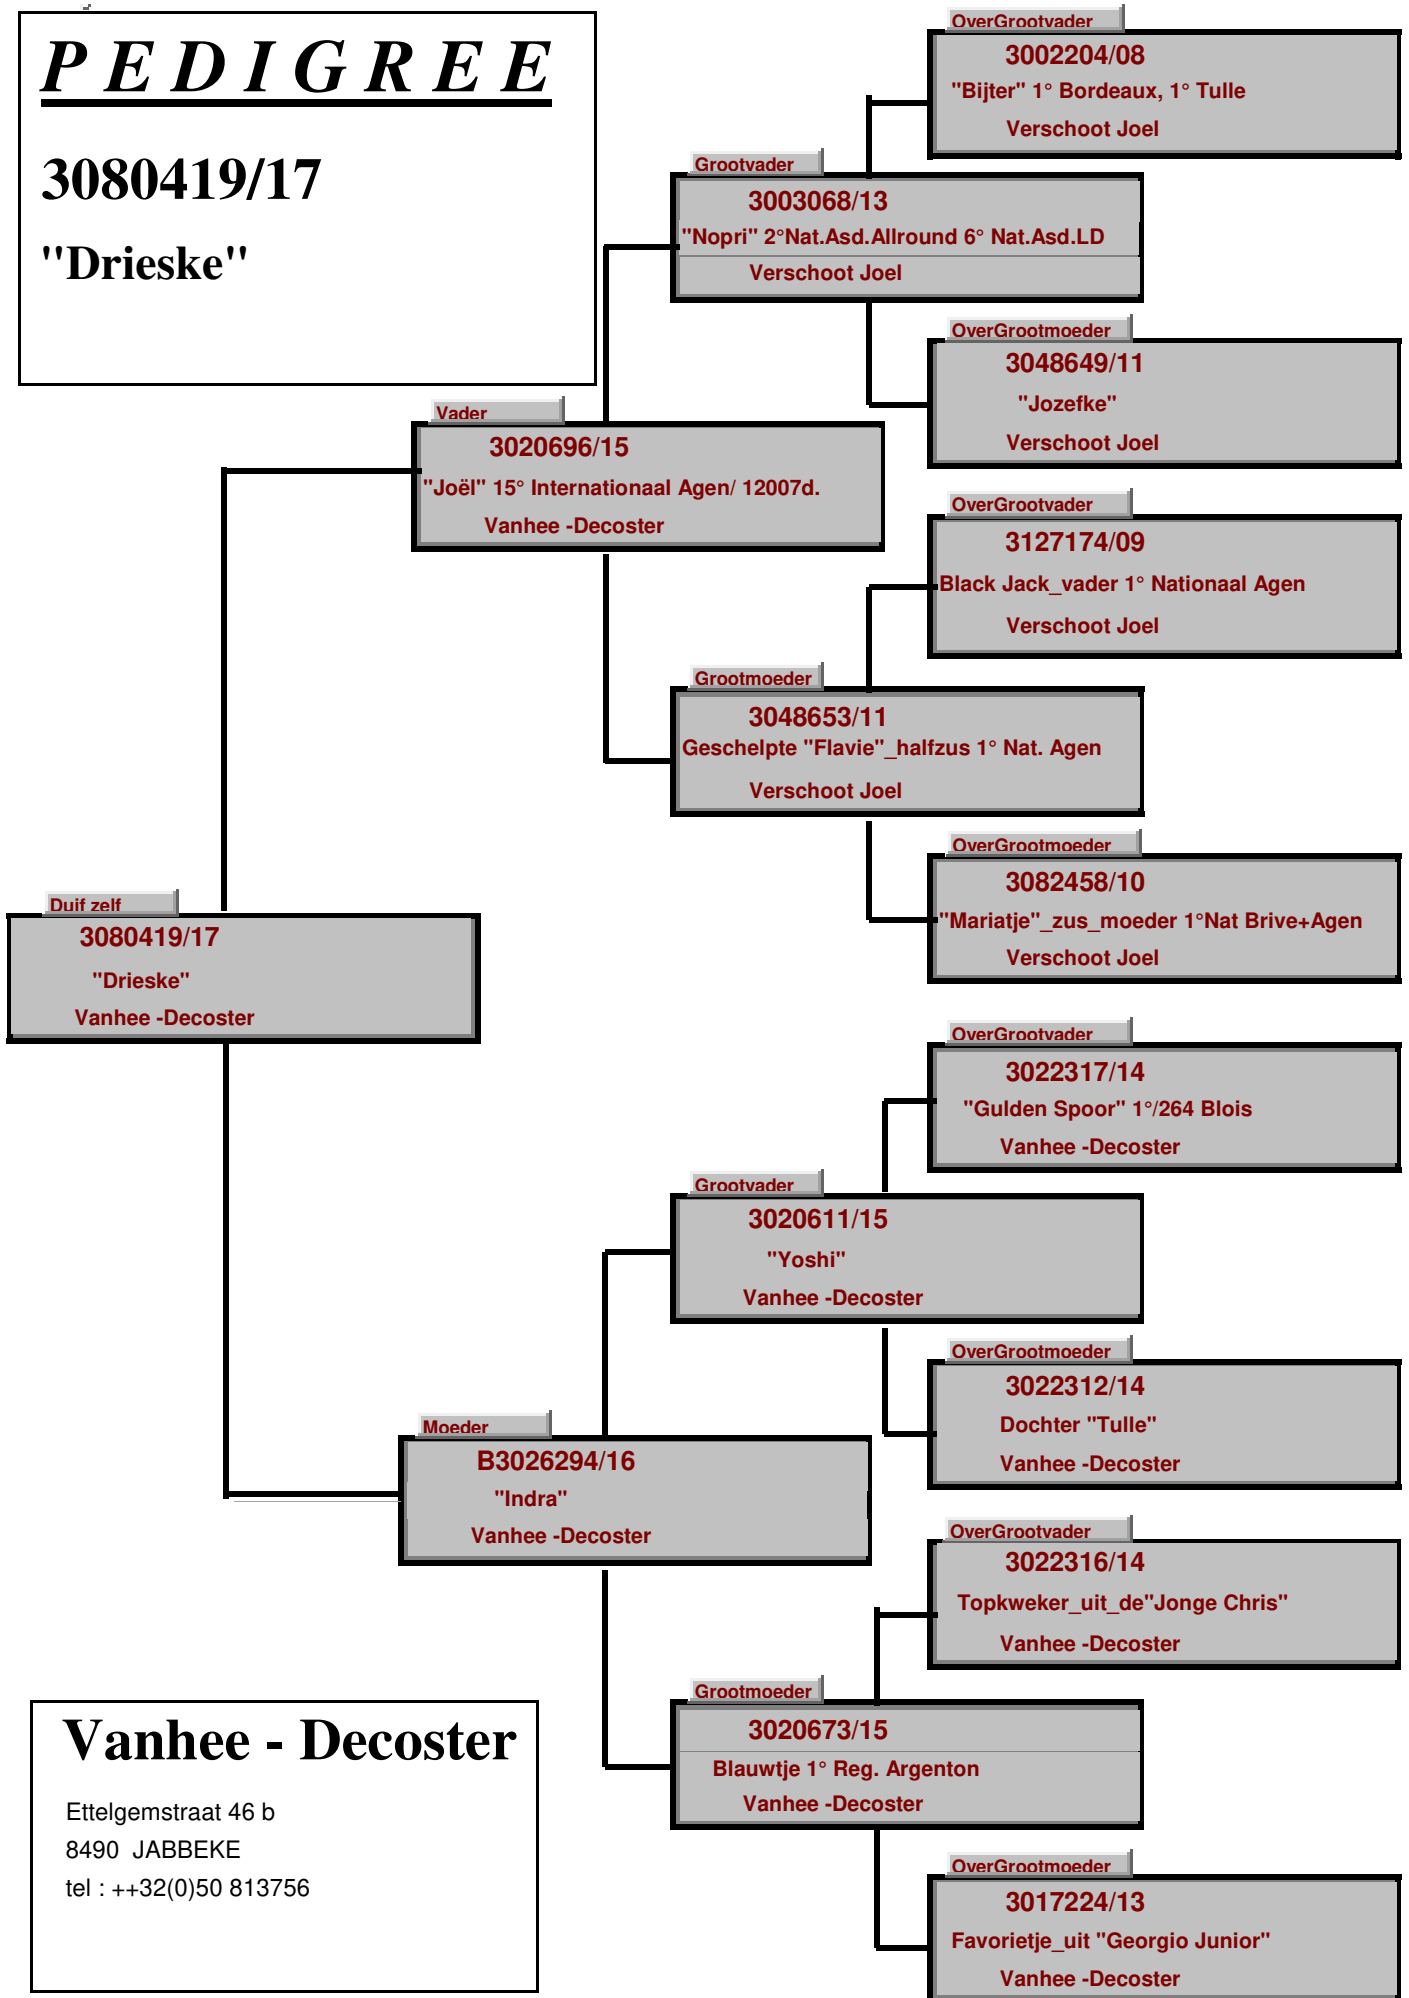 P E D I G R E E
3080419/17
"Drieske"
OverGrootvader
3002204/08
"Bijter" 1° Bordeaux, 1° Tulle
Verschoot Joel
Grootvader
3003068/13
"Nopri" 2°Nat.Asd.Allround 6° Nat.Asd.LD
Verschoot Joel
OverGrootmoeder
3048649/11
"Jozefke"
Verschoot Joel
Vader
3020696/15
"Joël" 15° Internationaal Agen/ 12007d.
Vanhee -Decoster
OverGrootvader
3127174/09
Black Jack_vader 1° Nationaal Agen
Verschoot Joel
Grootmoeder
3048653/11
Geschelpte "Flavie"_halfzus 1° Nat. Agen
Verschoot Joel
OverGrootmoeder
3082458/10
"Mariatje"_zus_moeder 1°Nat Brive+Agen
Verschoot Joel
Duif zelf
3080419/17
"Drieske"
Vanhee -Decoster
OverGrootvader
3022317/14
"Gulden Spoor" 1°/264 Blois
Vanhee -Decoster
Grootvader
3020611/15
"Yoshi"
Vanhee -Decoster
OverGrootmoeder
3022312/14
Dochter "Tulle"
Vanhee -Decoster
Moeder
B3026294/16
"Indra"
Vanhee -Decoster
OverGrootvader
3022316/14
Topkweker_uit_de"Jonge Chris"
Vanhee -Decoster
Grootmoeder
3020673/15
Blauwtje 1° Reg. Argenton
Vanhee -Decoster
OverGrootmoeder
3017224/13
Favorietje_uit "Georgio Junior"
Vanhee -Decoster
Vanhee - Decoster
Ettelgemstraat 46 b
8490 JABBEKE
tel : ++32(0)50 813756